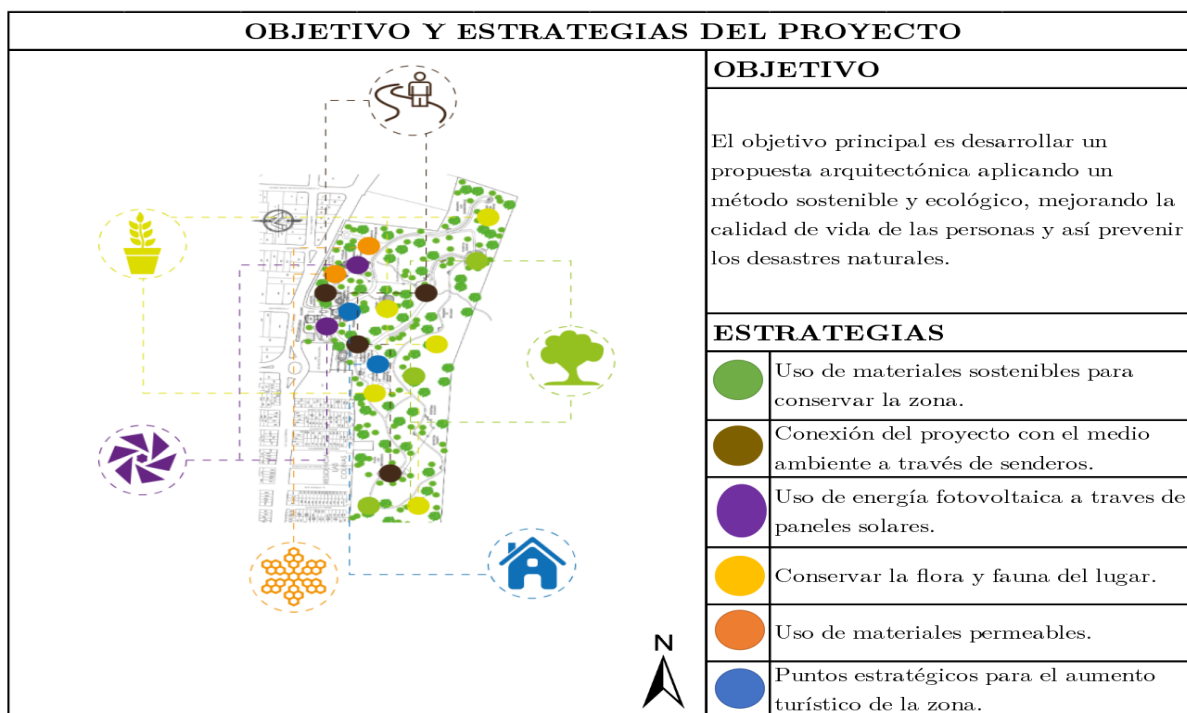 OBJETIVO Y ESTRATEGIAS DEL PROYECTO
OBJETIVO
El objetivo principal es desarrollar un
propuesta arquitectónica aplicando un
método sostenible y ecológico, mejorando la
calidad de vida de las personas y así prevenir
los desastres naturales.
ESTRATEGIAS
Uso de materiales sostenibles para
conservar la zona.
Conexión del proyecto con el medio
ambiente a través de senderos.
Uso de energía fotovoltaica a traves de
paneles solares.
Conservar la flora y fauna del lugar.
Uso de materiales permeables.
Puntos estratégicos para el aumento
turístico de la zona.
N